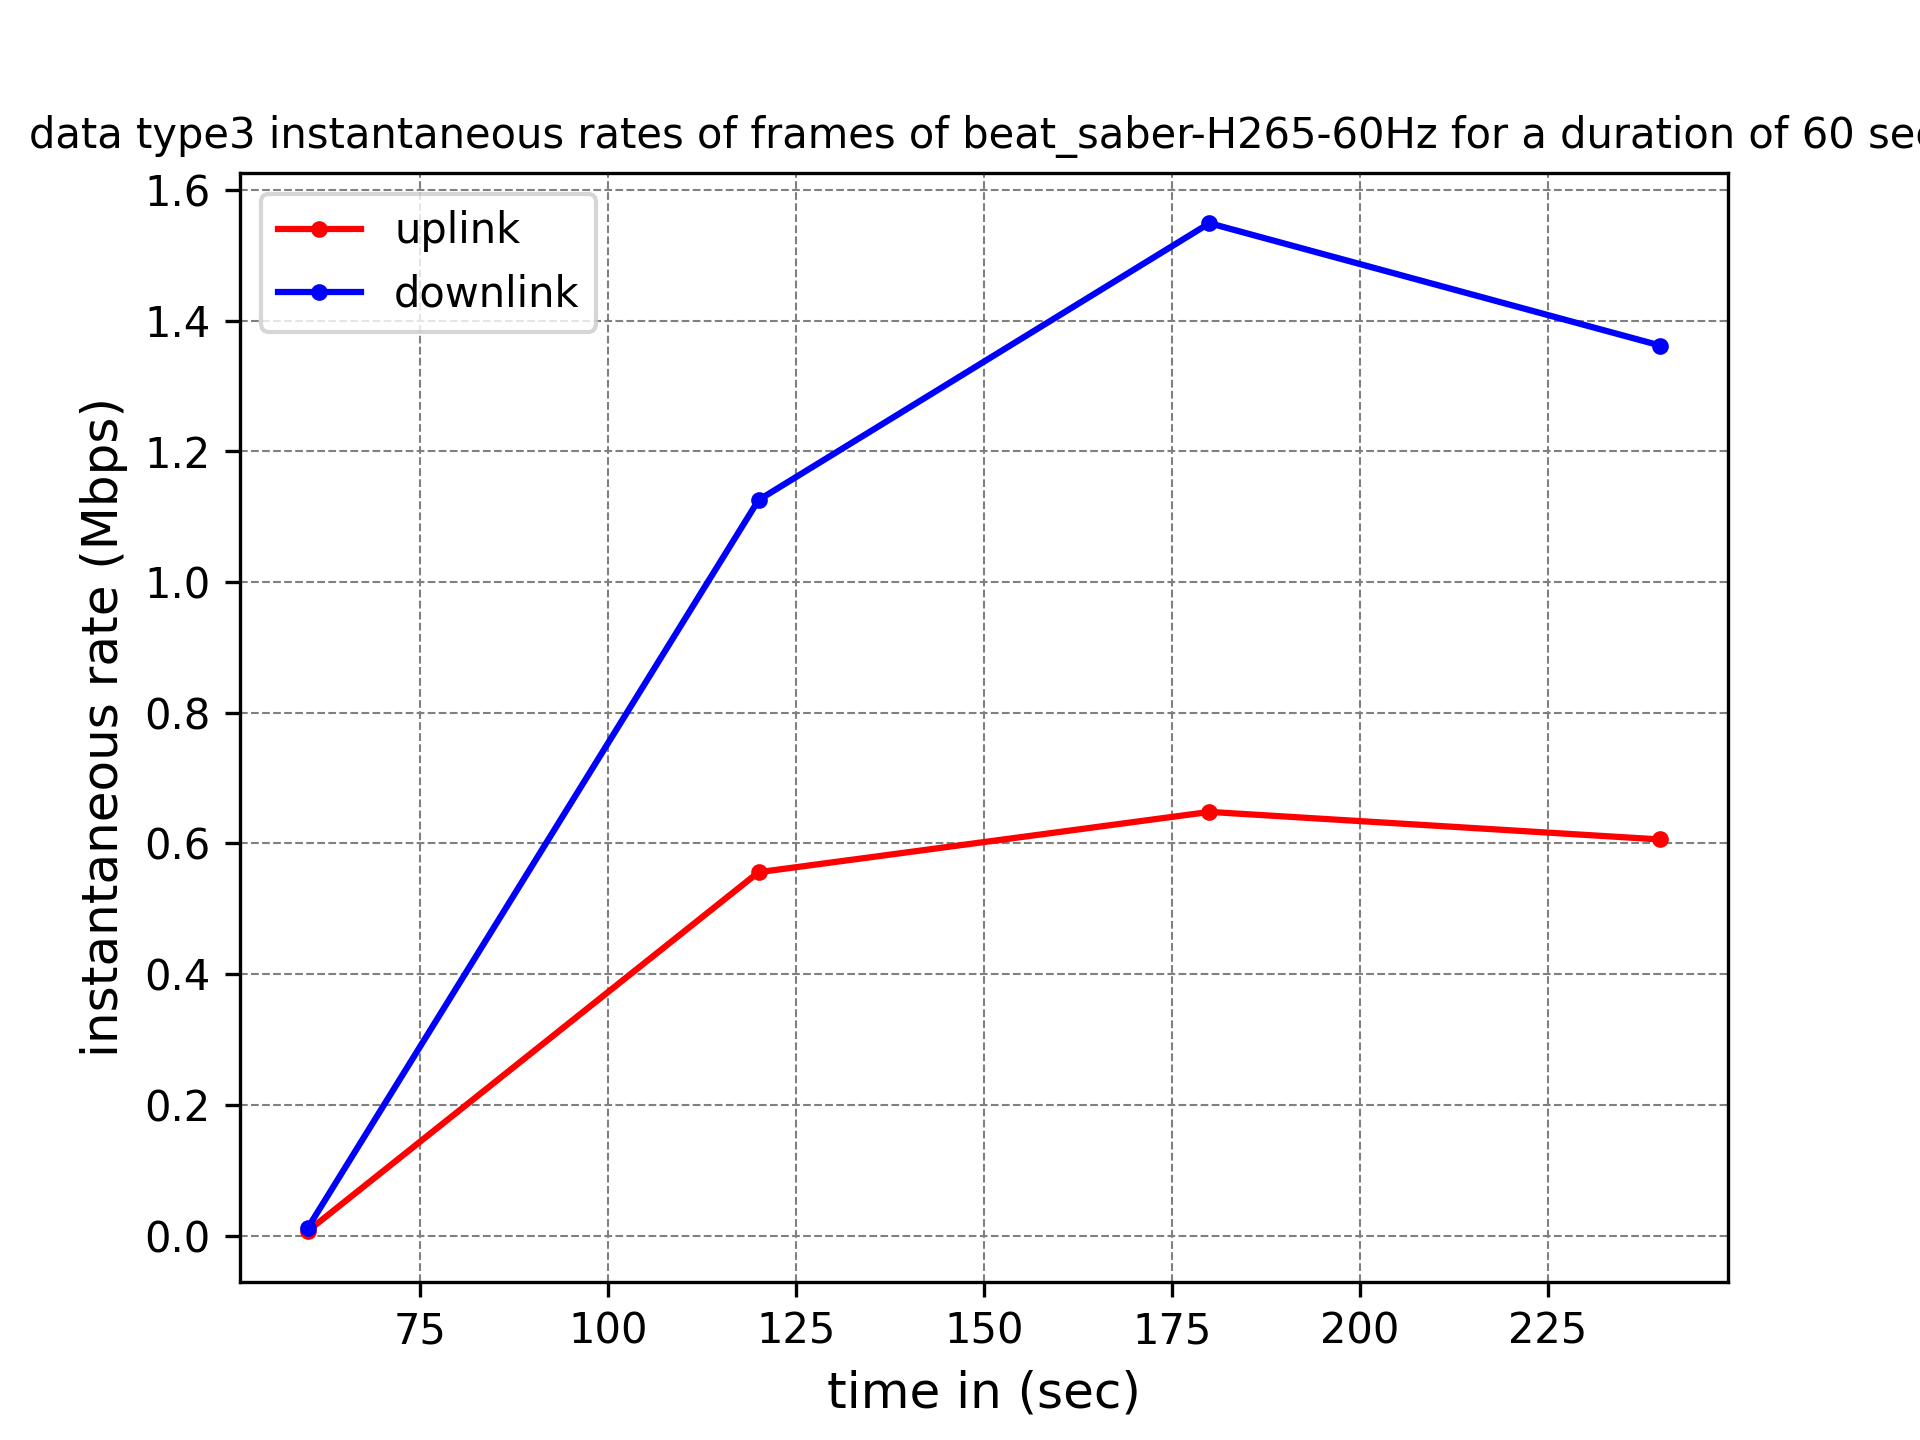 data type3 instantaneous rates of frames of beat_saber-H265-60Hz for a duration of 60 sec
uplink
downlink
instantaneous rate (Mbps)
1.6
1.4
1.2
1.0
0.8
0.6
0.4
0.2
0.0
75 100 125 150 175 200 225
time in (sec)